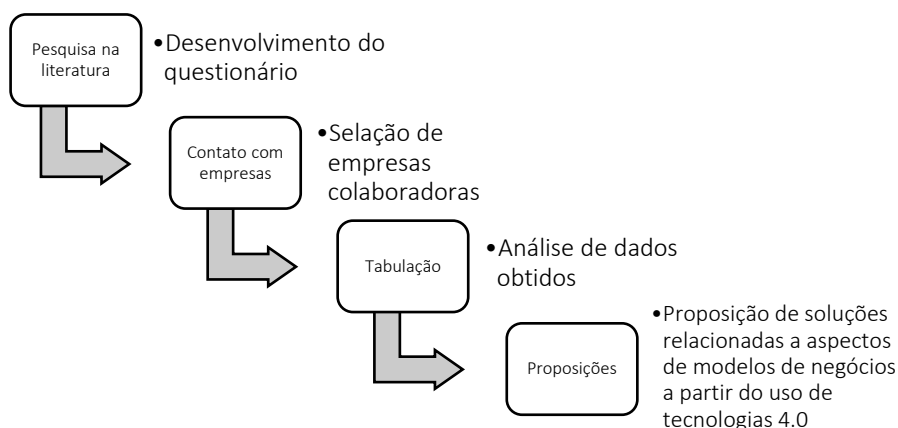 Pesquisa na
literatura
•Desenvolvimento do
questionário
Contato com
empresas
•Selação de
empresas
colaboradoras
Tabulação
•Análise de dados
obtidos
Proposições
•Proposição de soluções
relacionadas a aspectos
de modelos de negócios
a partir do uso de
tecnologias 4.0